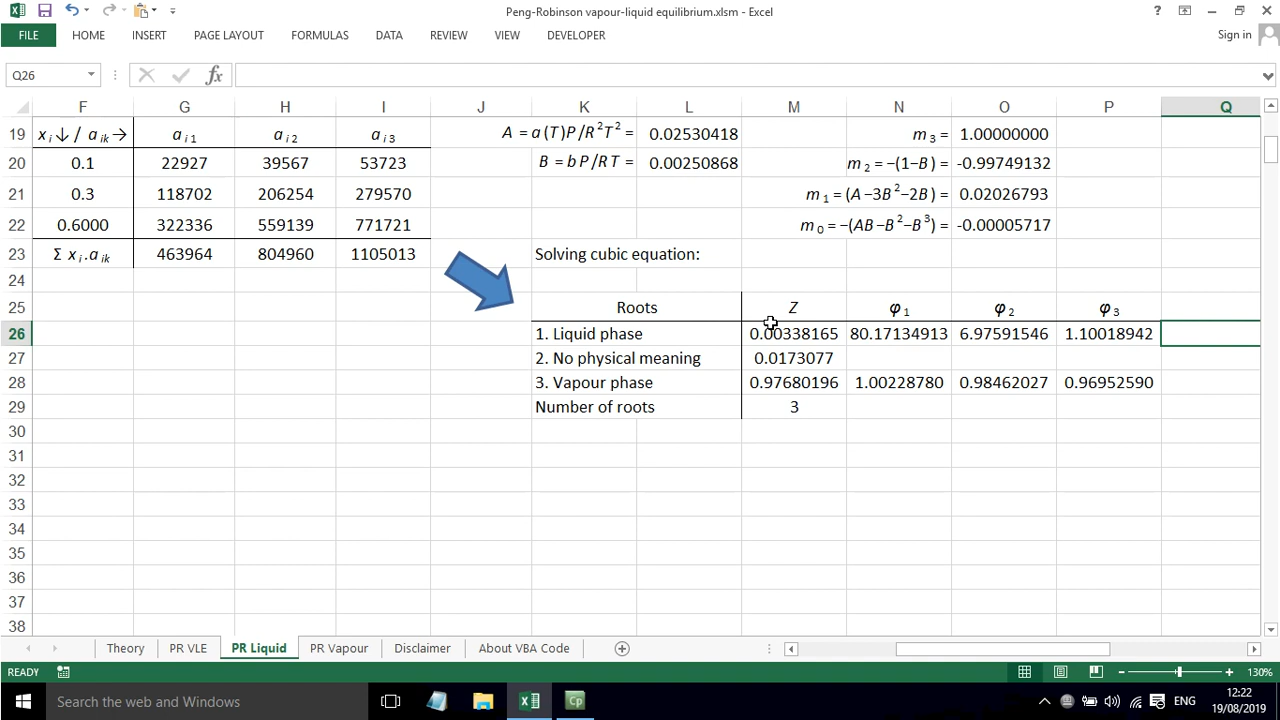 Peng-Robinson vapour-liquid equilibrium.xlsm - Excel
FILE HOME INSERT PAGE LAYOUT FORMULAS DATA REVIEW VIEW DEVELOPER Sign in
Q26 fx
F G H I J K L M N O P Q
19 x i ↓ / a ik → a i 1 a i 2 a i 3 A = a (T)P /R²T² = 0.02530418 m 3 = 1.00000000
20 0.1 22927 39567 53723 B = b P /RT = 0.00250868 m 2 = −(1−B ) = -0.99749132
21 0.3 118702 206254 279570 m 1 = (A −3B²−2B ) = 0.02026793
22 0.6000 322336 559139 771721 m 0 = −(AB −B²−B³) = -0.00005717
23 Σ x i .a ik 463964 804960 1105013 Solving cubic equation:
24
25 Roots Z φ 1 φ 2 φ 3
26 1. Liquid phase 0.00338165 80.17134913 6.97591546 1.10018942
27 2. No physical meaning 0.0173077
28 3. Vapour phase 0.97680196 1.00228780 0.98462027 0.96952590
29 Number of roots 3
30
31
32
33
34
35
36
37
38
Theory PR VLE PR Liquid PR Vapour Disclaimer About VBA Code
READY 130%
Search the web and Windows Cp ENG 12:22
19/08/2019